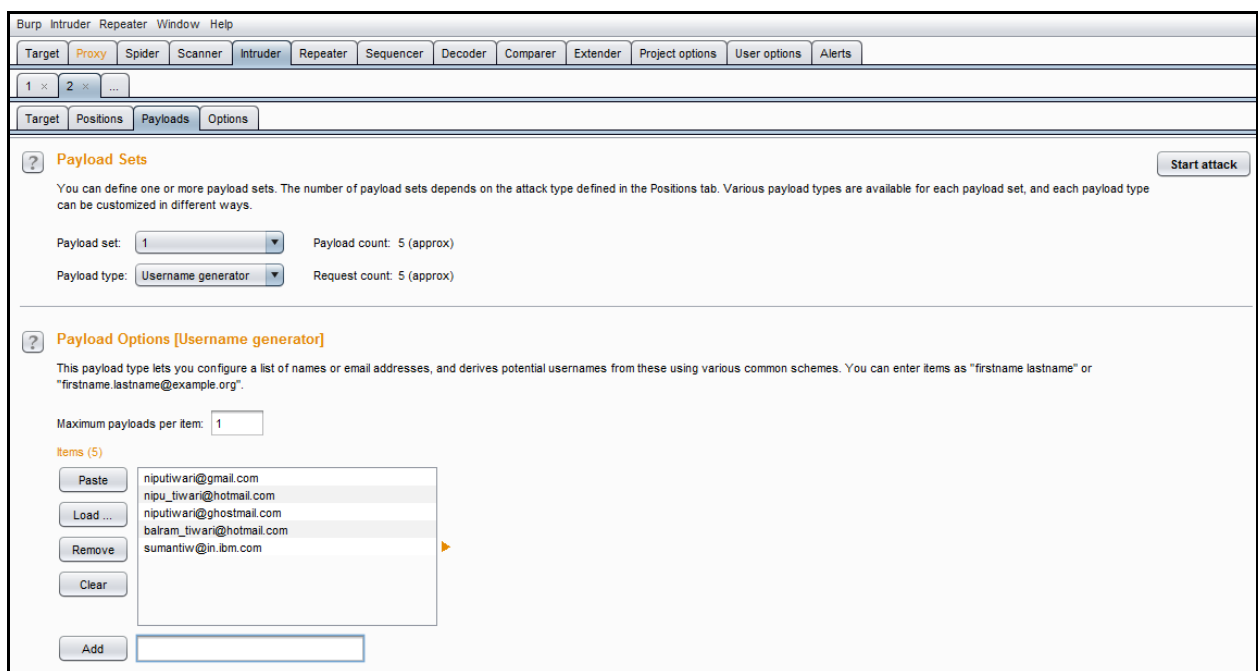 Burp Intruder Repeater Window Help
Target Proxy Spider Scanner Intruder Repeater Sequencer Decoder Comparer Extender Project options User options Alerts
1 × 2 × ...
Target Positions Payloads Options
? Payload Sets
Start attack
You can define one or more payload sets. The number of payload sets depends on the attack type defined in the Positions tab. Various payload types are available for each payload set, and each payload type
can be customized in different ways.
Payload set: 1 Payload count: 5 (approx)
Payload type: Username generator Request count: 5 (approx)
? Payload Options [Username generator]
This payload type lets you configure a list of names or email addresses, and derives potential usernames from these using various common schemes. You can enter items as "firstname lastname" or
"firstname.lastname@example.org".
Maximum payloads per item: 1
Items (5)
Paste niputiwari@gmail.com
nipu_tiwari@hotmail.com
Load ... niputiwari@ghostmail.com
balram_tiwari@hotmail.com
Remove sumantiw@in.ibm.com
Clear
Add